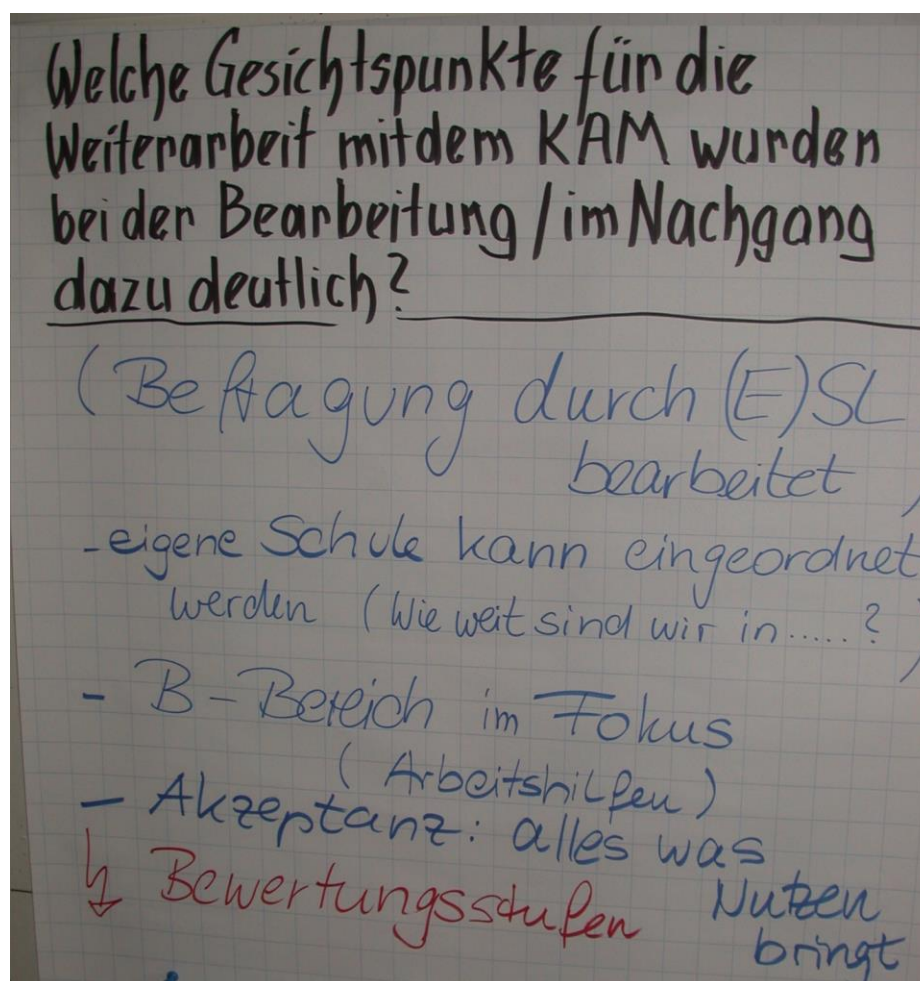 Welche Gesichtspunkte für die
Weiterarbeit mit dem KAM wurden
bei der Bearbeitung / im Nachgang
dazu deutlich?
(Befragung durch (E)SL
bearbeitet)
- eigene Schule kann eingeordnet
werden (Wie weit sind wir in.....?)
- B-Bereich im Fokus
(Arbeitshilfen)
- Akzeptanz: alles was
Nutzen
bringt
↳ Bewertungsstufen